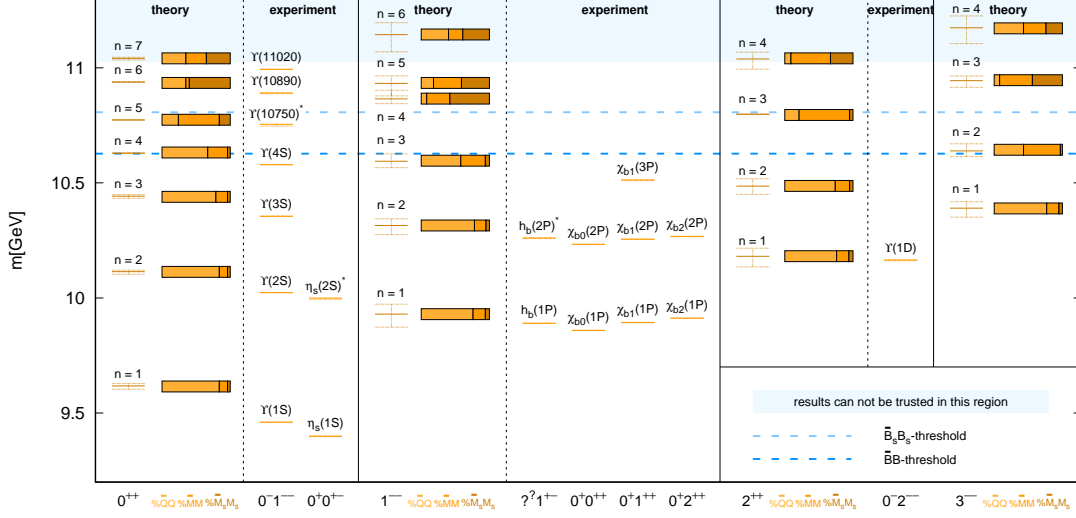 theory experiment theory experiment theory experiment theory
m[GeV]
11
10.5
10
9.5
n = 7
n = 6
n = 5
n = 4
n = 3
n = 2
n = 1
ϒ(11020)
ϒ(10890)
ϒ(10750)*
ϒ(4S)
ϒ(3S)
ϒ(2S)
η_s(2S)*
ϒ(1S)
η_s(1S)
n = 6
n = 5
n = 4
n = 3
n = 2
n = 1
χ_b1(3P)
h_b(2P)* χ_b0(2P) χ_b1(2P) χ_b2(2P)
h_b(1P) χ_b0(1P) χ_b1(1P) χ_b2(1P)
n = 4
n = 3
n = 2
n = 1
ϒ(1D)
n = 4
n = 3
n = 2
n = 1
results can not be trusted in this region
B̄_sB_s-threshold
B̄B-threshold
0⁺⁺ %Q̄Q %M̄M %M̄_sM_s 0⁻1⁻⁻ 0⁺0⁺⁻ 1⁻⁻ %Q̄Q %M̄M %M̄_sM_s ?^?1⁺⁻ 0⁺0⁺⁺ 0⁺1⁺⁺ 0⁺2⁺⁺ 2⁺⁺ %Q̄Q %M̄M %M̄_sM_s 0⁻2⁻⁻ 3⁻⁻ %Q̄Q %M̄M %M̄_sM_s